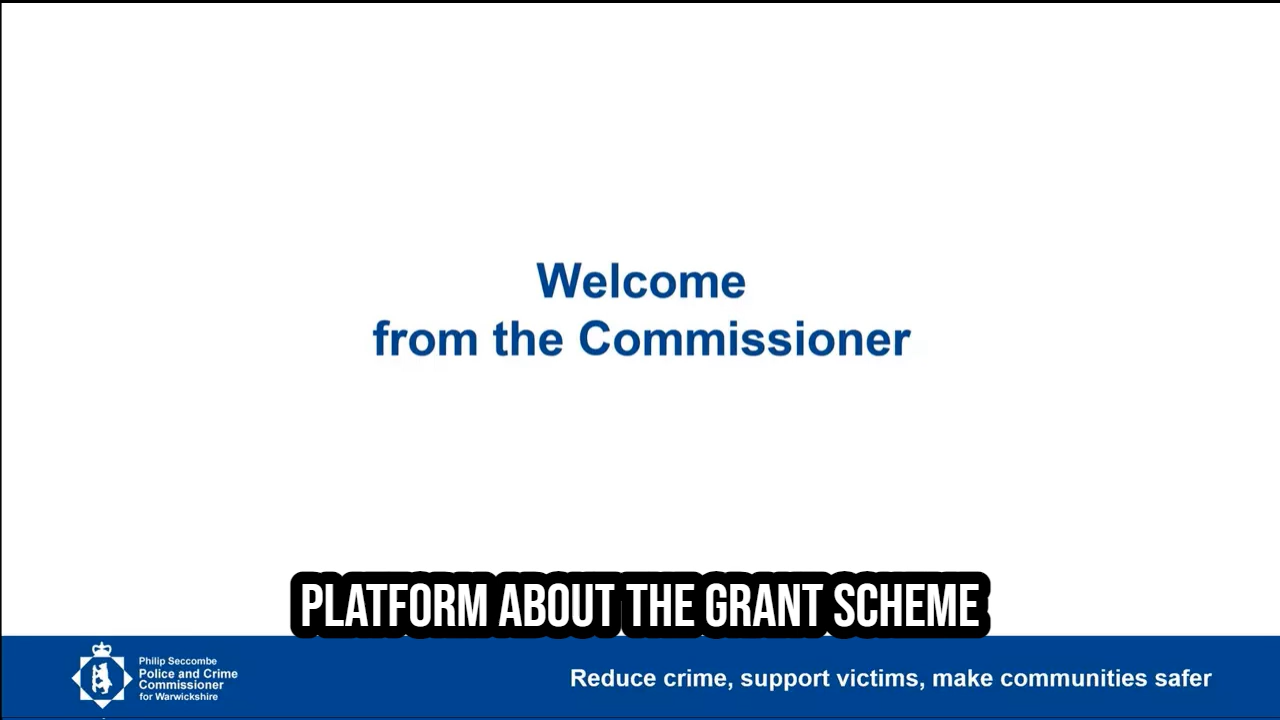 Welcome
from the Commissioner
PLATFORM ABOUT THE GRANT SCHEME
Philip Seccombe
Police and Crime
Commissioner
for Warwickshire
Reduce crime, support victims, make communities safer